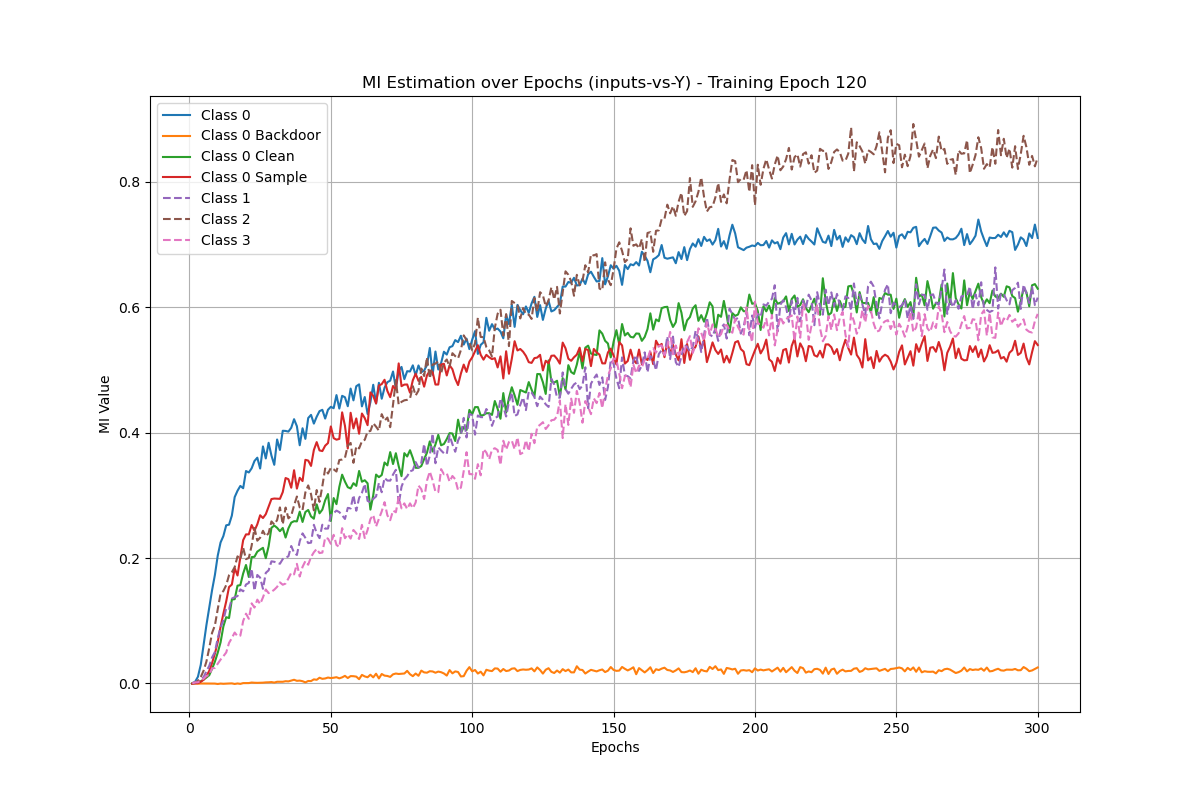 MI Estimation over Epochs (inputs-vs-Y) - Training Epoch 120
Class 0
Class 0 Backdoor
Class 0 Clean
Class 0 Sample
Class 1
Class 2
Class 3
MI Value
0.8
0.6
0.4
0.2
0.0
0 50 100 150 200 250 300
Epochs